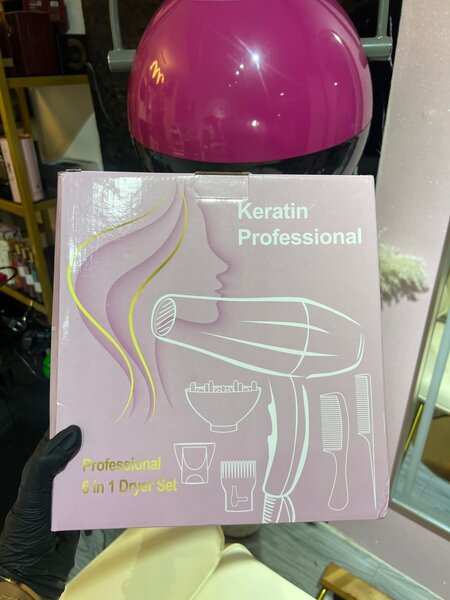 Keratin
Professional
Professional
6 in 1 Dryer Set